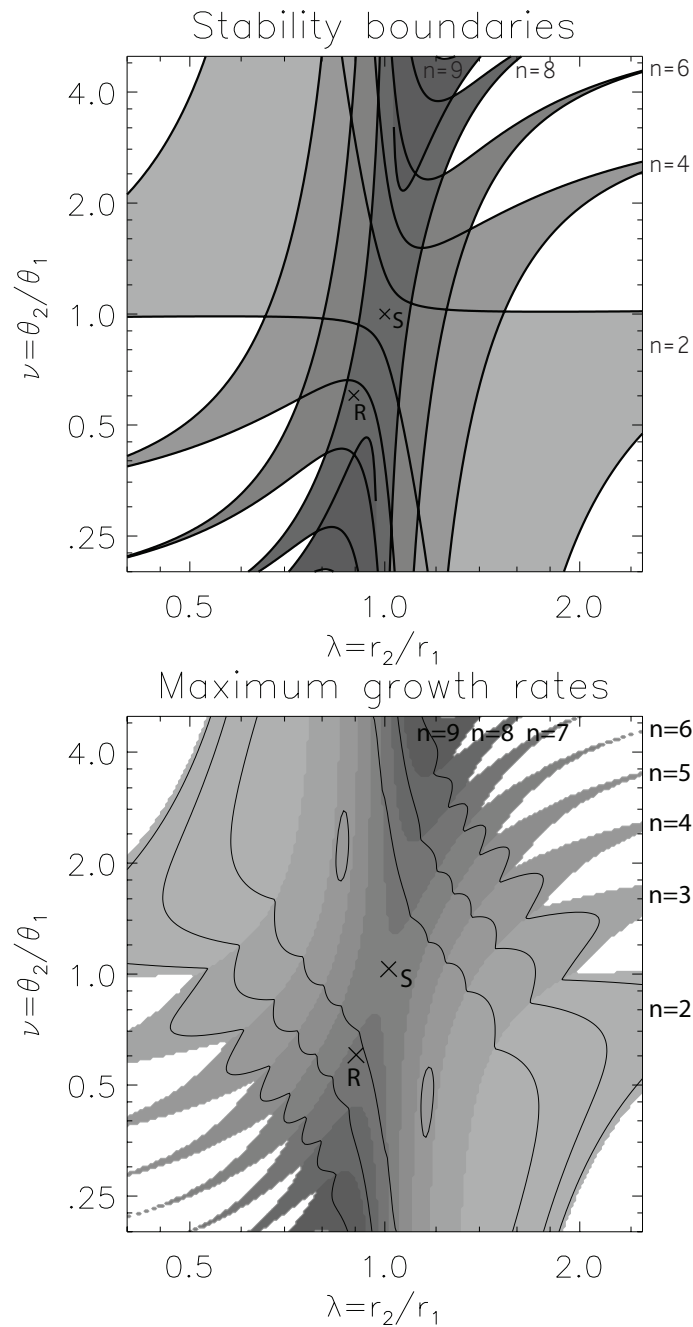 Stability boundaries
n=9 n=8 n=6
4.0
n=4
2.0
ν=θ₂/θ₁
1.0
S
n=2
R
0.5
.25
0.5 1.0 2.0
λ=r₂/r₁
Maximum growth rates
n=9 n=8 n=7 n=6
4.0
n=5
n=4
2.0
n=3
ν=θ₂/θ₁
1.0
S
n=2
R
0.5
.25
0.5 1.0 2.0
λ=r₂/r₁